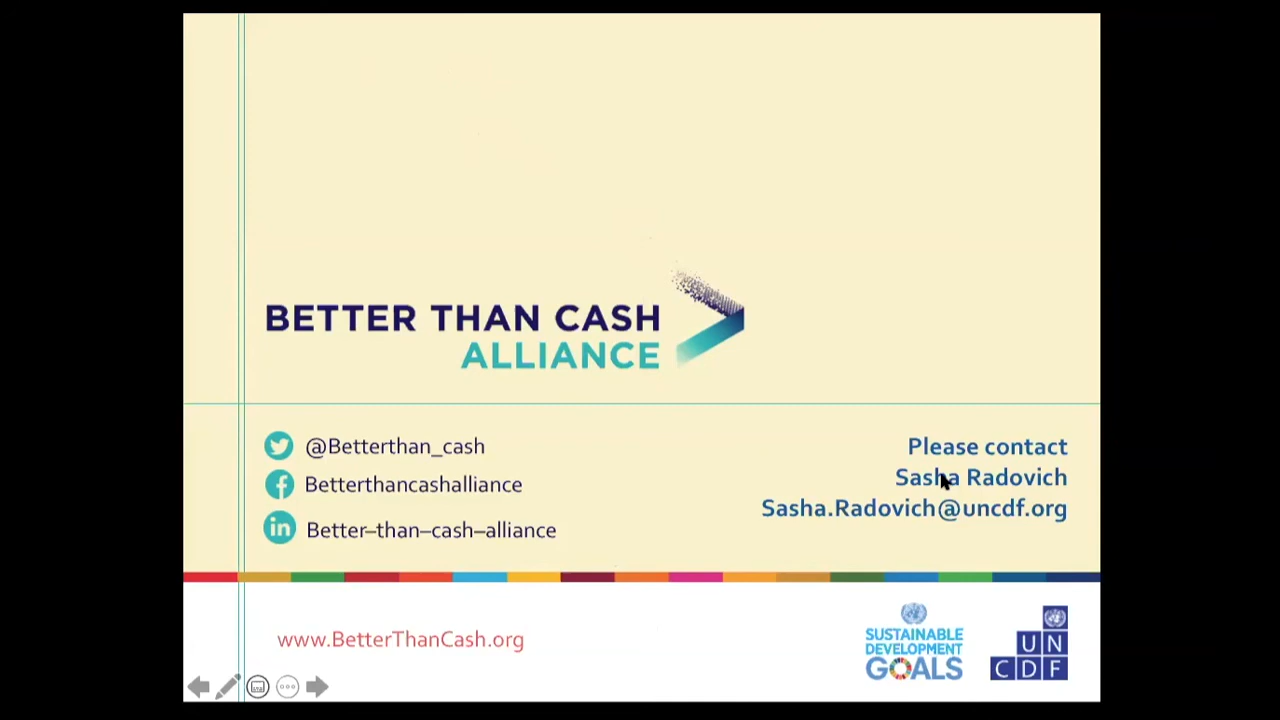 BETTER THAN CASH
ALLIANCE
@Betterthan_cash
Betterthancashalliance
Better–than–cash–alliance
Please contact
Sasha Radovich
Sasha.Radovich@uncdf.org
www.BetterThanCash.org
SUSTAINABLE
DEVELOPMENT
GOALS
UN
CDF